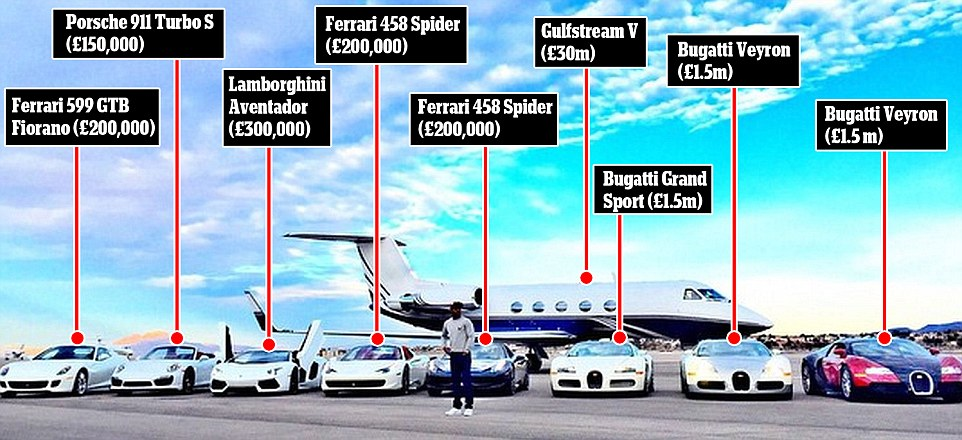 Porsche 911 Turbo S
(£150,000)
Ferrari 458 Spider
(£200,000)
Gulfstream V
(£30m)
Bugatti Veyron
(£1.5m)
Ferrari 599 GTB
Fiorano (£200,000)
Lamborghini
Aventador
(£300,000)
Ferrari 458 Spider
(£200,000)
Bugatti Veyron
(£1.5 m)
Bugatti Grand
Sport (£1.5m)